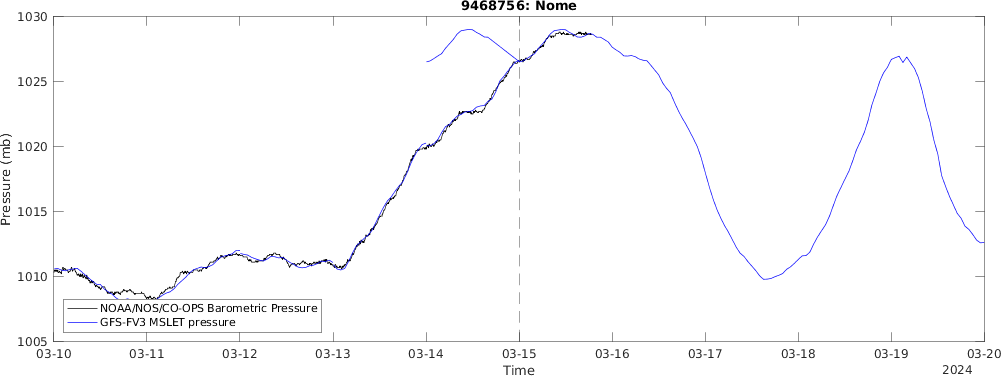 9468756: Nome
Pressure (mb)
1030
1025
1020
1015
1010
1005
NOAA/NOS/CO-OPS Barometric Pressure
GFS-FV3 MSLET pressure
03-10 03-11 03-12 03-13 03-14 03-15 03-16 03-17 03-18 03-19 03-20
Time
2024